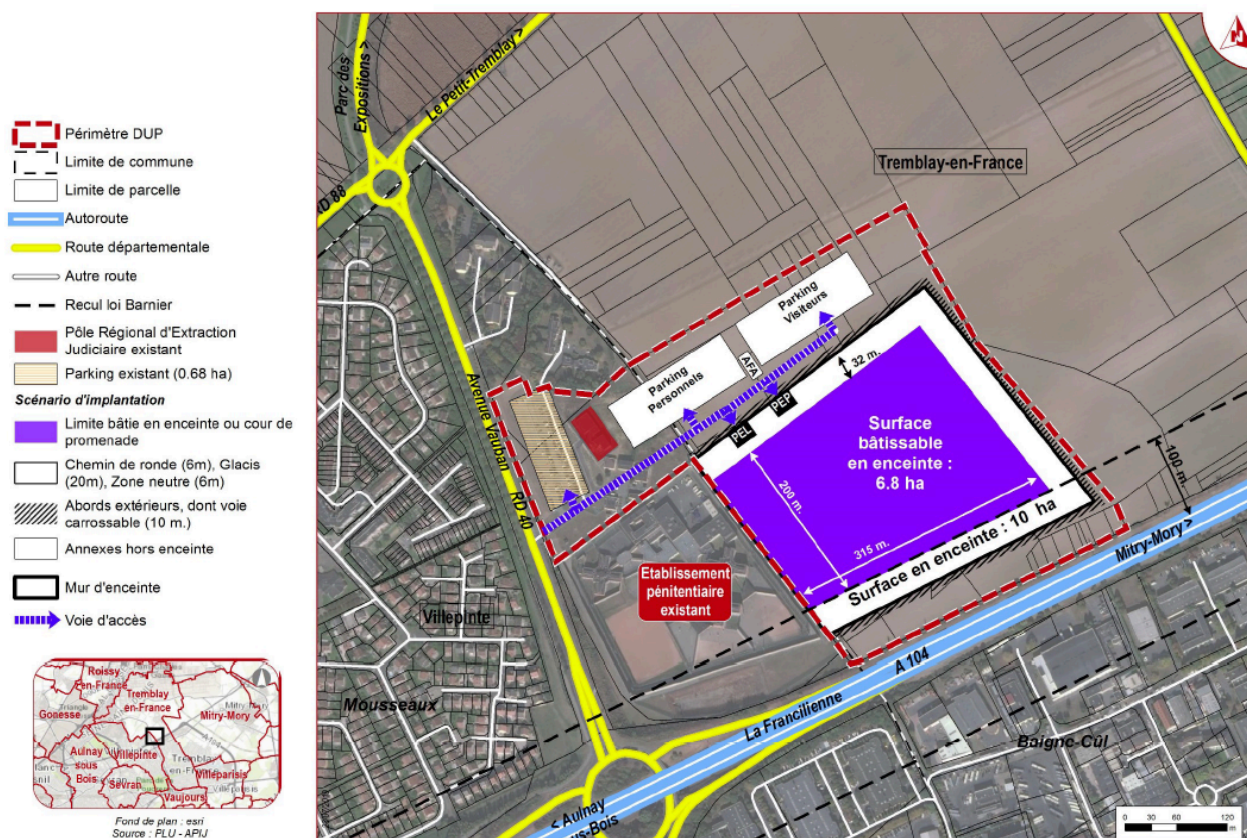 Périmètre DUP
Limite de commune
Limite de parcelle
Autoroute
Route départementale
Autre route
Recul loi Barnier
Pôle Régional d'Extraction
Judiciaire existant
Parking existant (0.68 ha)
Scénario d'implantation
Limite bâtie en enceinte ou cour de
promenade
Chemin de ronde (6m), Glacis
(20m), Zone neutre (6m)
Abords extérieurs, dont voie
carrossable (10 m.)
Annexes hors enceinte
Mur d'enceinte
Voie d'accès
Roissy
en-France
Tremblay
en-France
Gonesse
Mitry-Mory
Aulnay
sous
Bois
Villepinte
Sevran
Villeparisis
Vaujours
Fond de plan : esri
Source : PLU - APIJ
N
Parc des
Expositions >
Le Petit-Tremblay >
RD 88
Tremblay-en-France
Parking
Visiteurs
AFA
Parking
Personnels
PEP
PEL
32 m.
Avenue Vauban
RD 40
Surface
bâtissable
en enceinte :
6.8 ha
200 m.
315 m.
100 m.
Surface en enceinte : 10 ha
Etablissement
pénitentiaire
existant
Villepinte
Mousseaux
Mitry-Mory >
A 104
La Francilienne
Baigne-Cûl
< Aulnay
sous-Bois
0 30 60 120
m